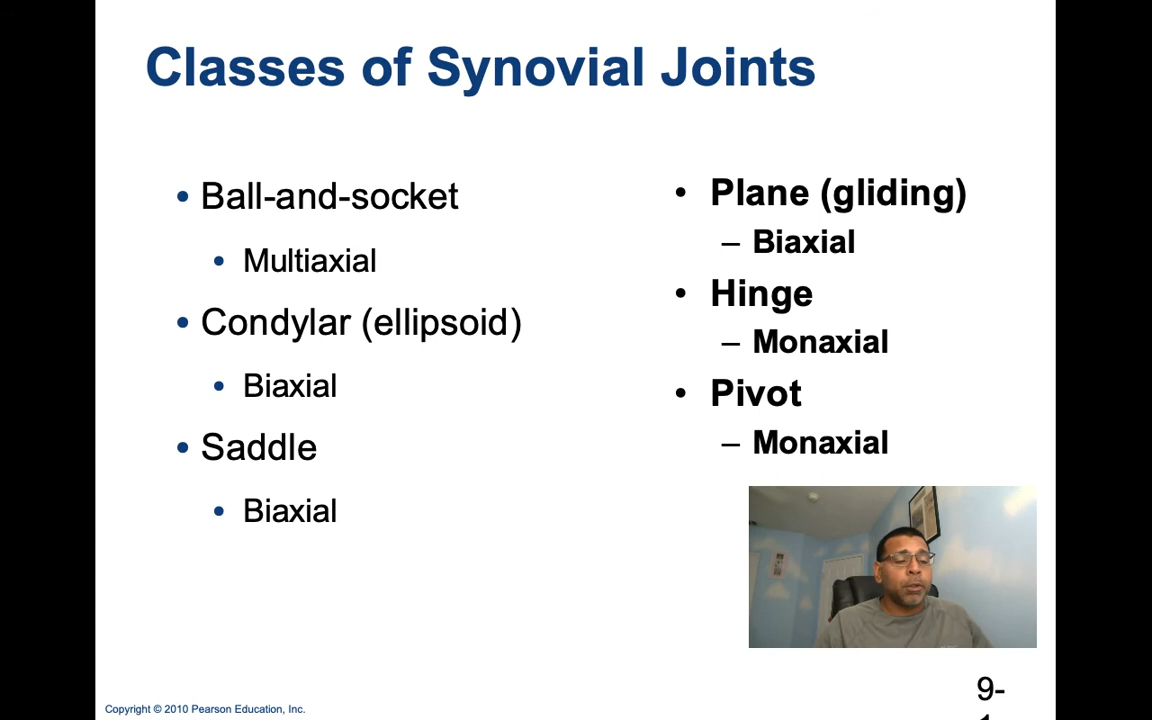 Classes of Synovial Joints
• Ball-and-socket
• Multiaxial
• Condylar (ellipsoid)
• Biaxial
• Saddle
• Biaxial
• Plane (gliding)
– Biaxial
• Hinge
– Monaxial
• Pivot
– Monaxial
Copyright © 2010 Pearson Education, Inc.
9-